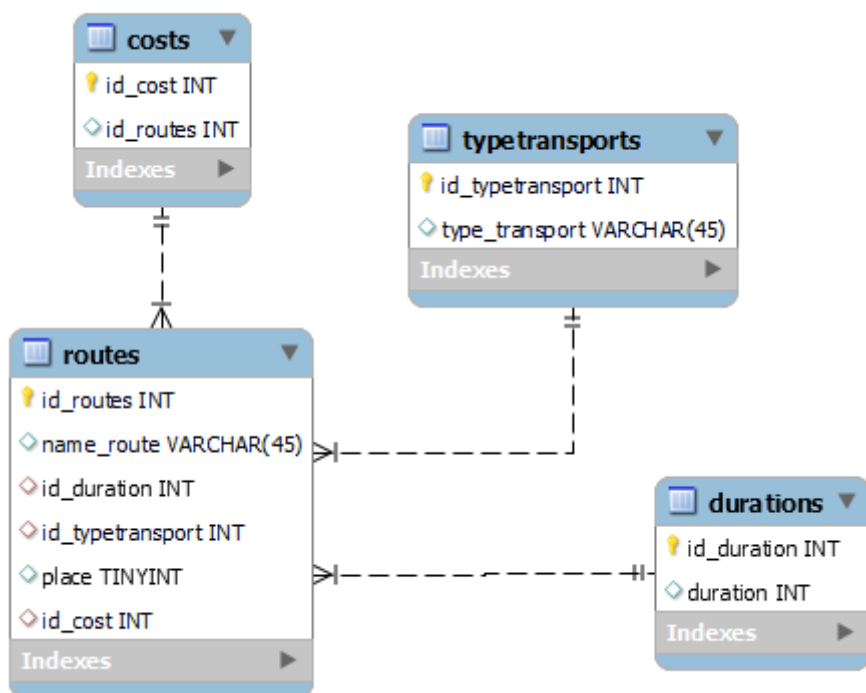 costs
id_cost INT
id_routes INT
Indexes
typetransports
id_typetransport INT
type_transport VARCHAR(45)
Indexes
routes
id_routes INT
name_route VARCHAR(45)
id_duration INT
id_typetransport INT
place TINYINT
id_cost INT
Indexes
durations
id_duration INT
duration INT
Indexes